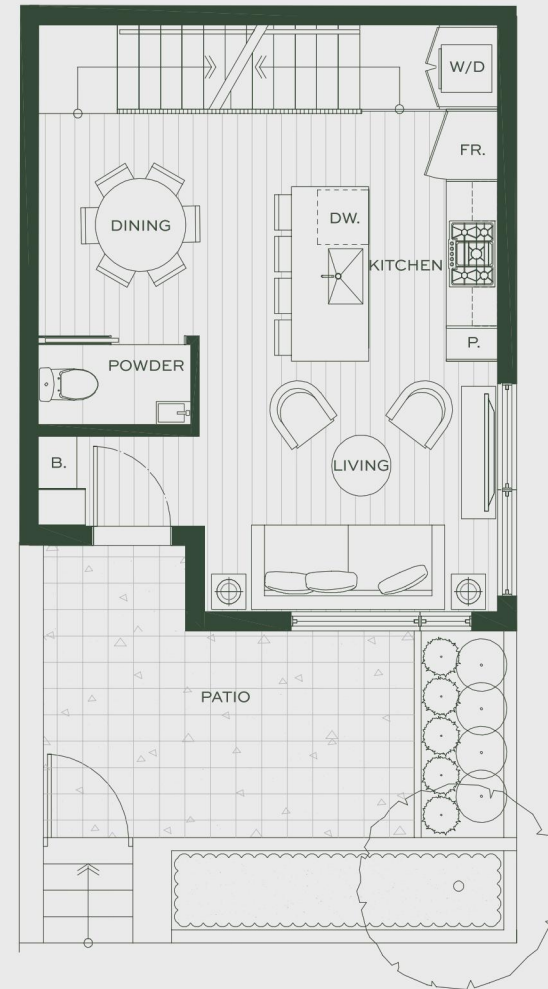 W/D
FR.
DINING
DW.
KITCHEN
P.
POWDER
B.
LIVING
PATIO